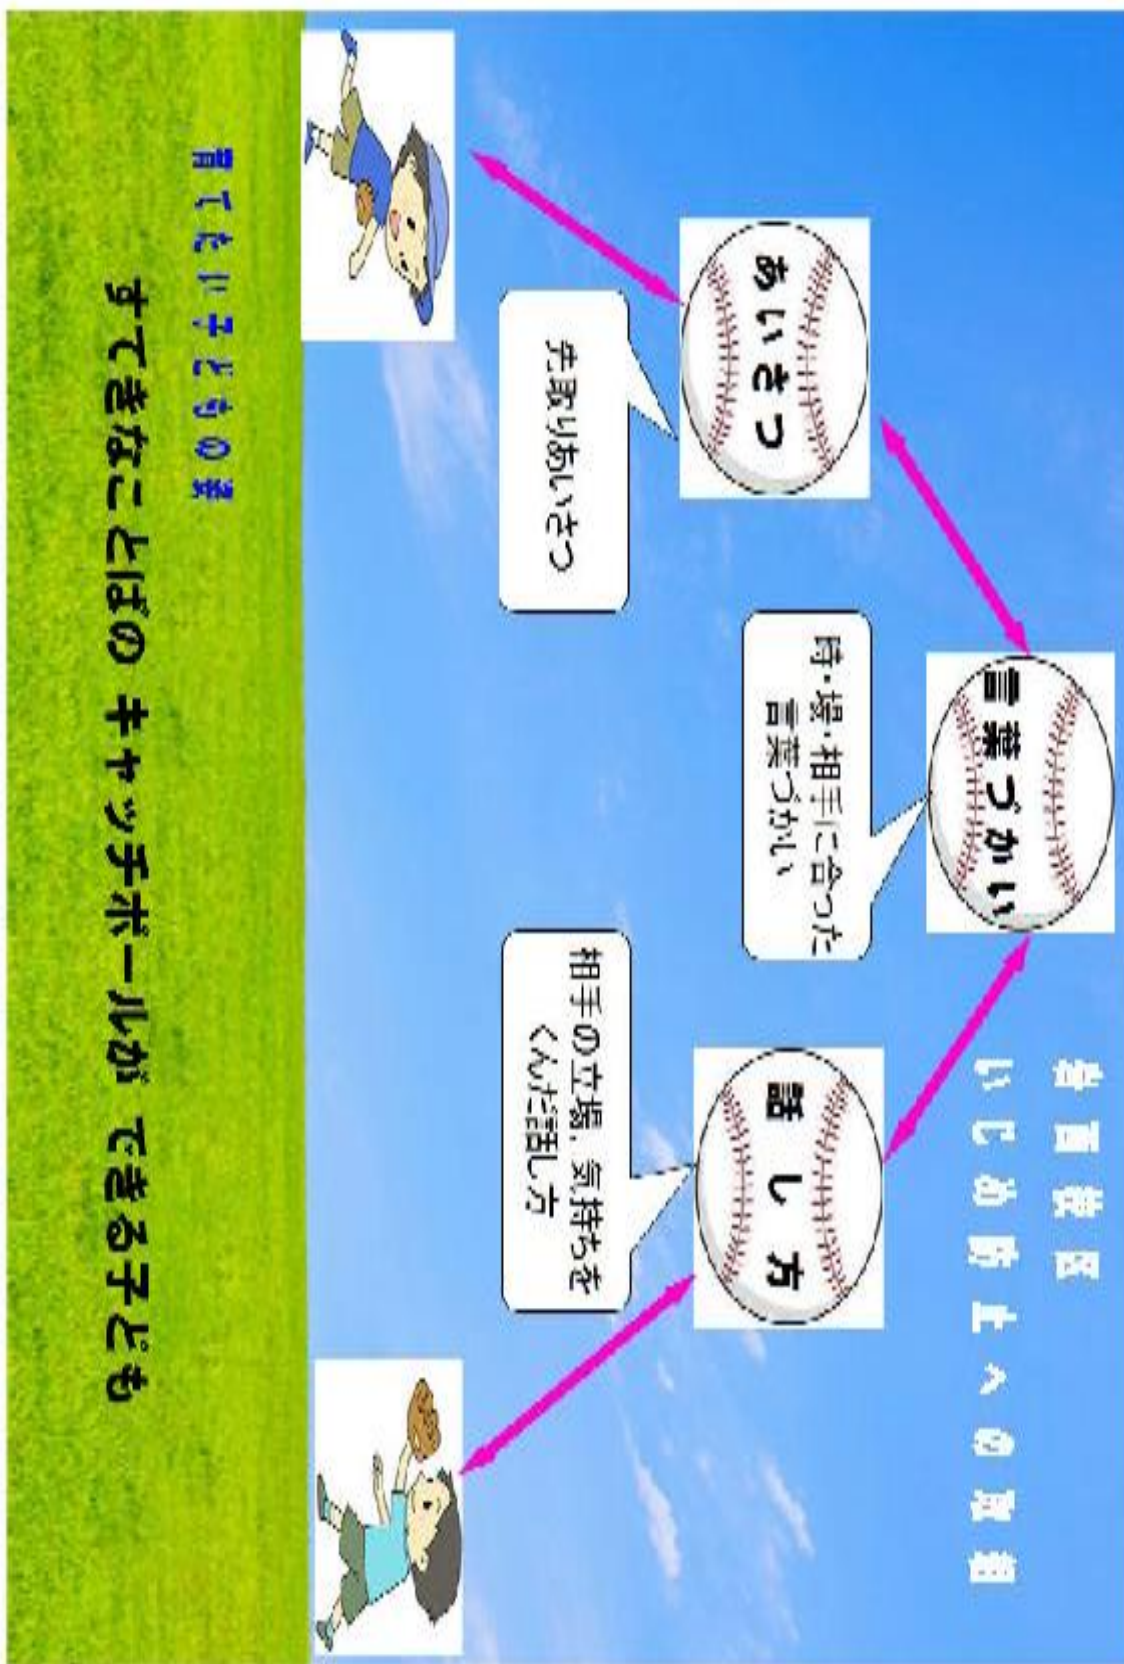 いじめ防止への取組
言葉づかい
時・場・相手に合った
言葉づかい
あいさつ
先取りあいさつ
話し方
相手の立場,気持ちを
くんだ話し方
育てたい子どもの姿
すてきなことばの キャッチボールが できる子ども